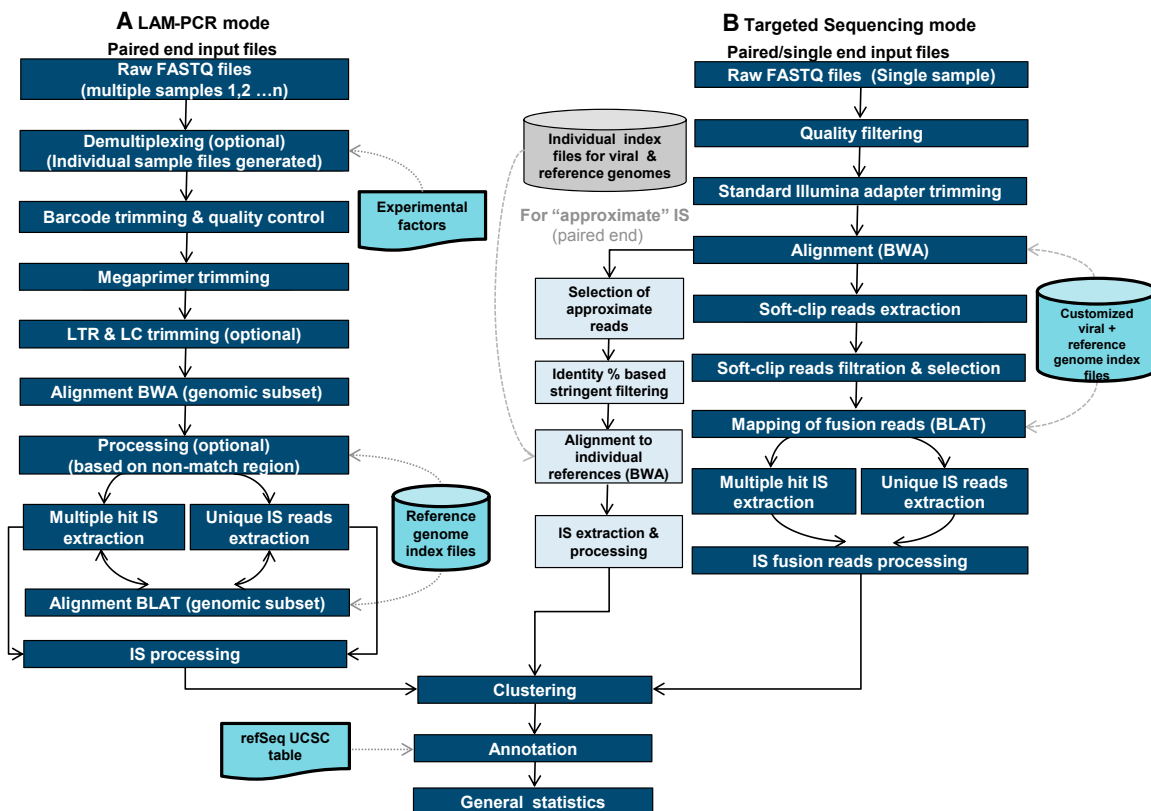 A LAM-PCR mode
Paired end input files
Raw FASTQ files
(multiple samples 1,2 ...n)
Demultiplexing (optional)
(Individual sample files generated)
Experimental
factors
Barcode trimming & quality control
Megaprimer trimming
LTR & LC trimming (optional)
Alignment BWA (genomic subset)
Processing (optional)
(based on non-match region)
Multiple hit IS
extraction
Unique IS reads
extraction
Reference
genome
index files
Alignment BLAT (genomic subset)
IS processing
B Targeted Sequencing mode
Paired/single end input files
Raw FASTQ files (Single sample)
Quality filtering
Standard Illumina adapter trimming
Alignment (BWA)
Soft-clip reads extraction
Soft-clip reads filtration & selection
Mapping of fusion reads (BLAT)
Customized
viral +
reference
genome index
files
Multiple hit IS
extraction
Unique IS reads
extraction
IS fusion reads processing
Individual index
files for viral &
reference genomes
For “approximate” IS
(paired end)
Selection of
approximate
reads
Identity % based
stringent filtering
Alignment to
individual
references (BWA)
IS extraction &
processing
Clustering
refSeq UCSC
table
Annotation
General statistics